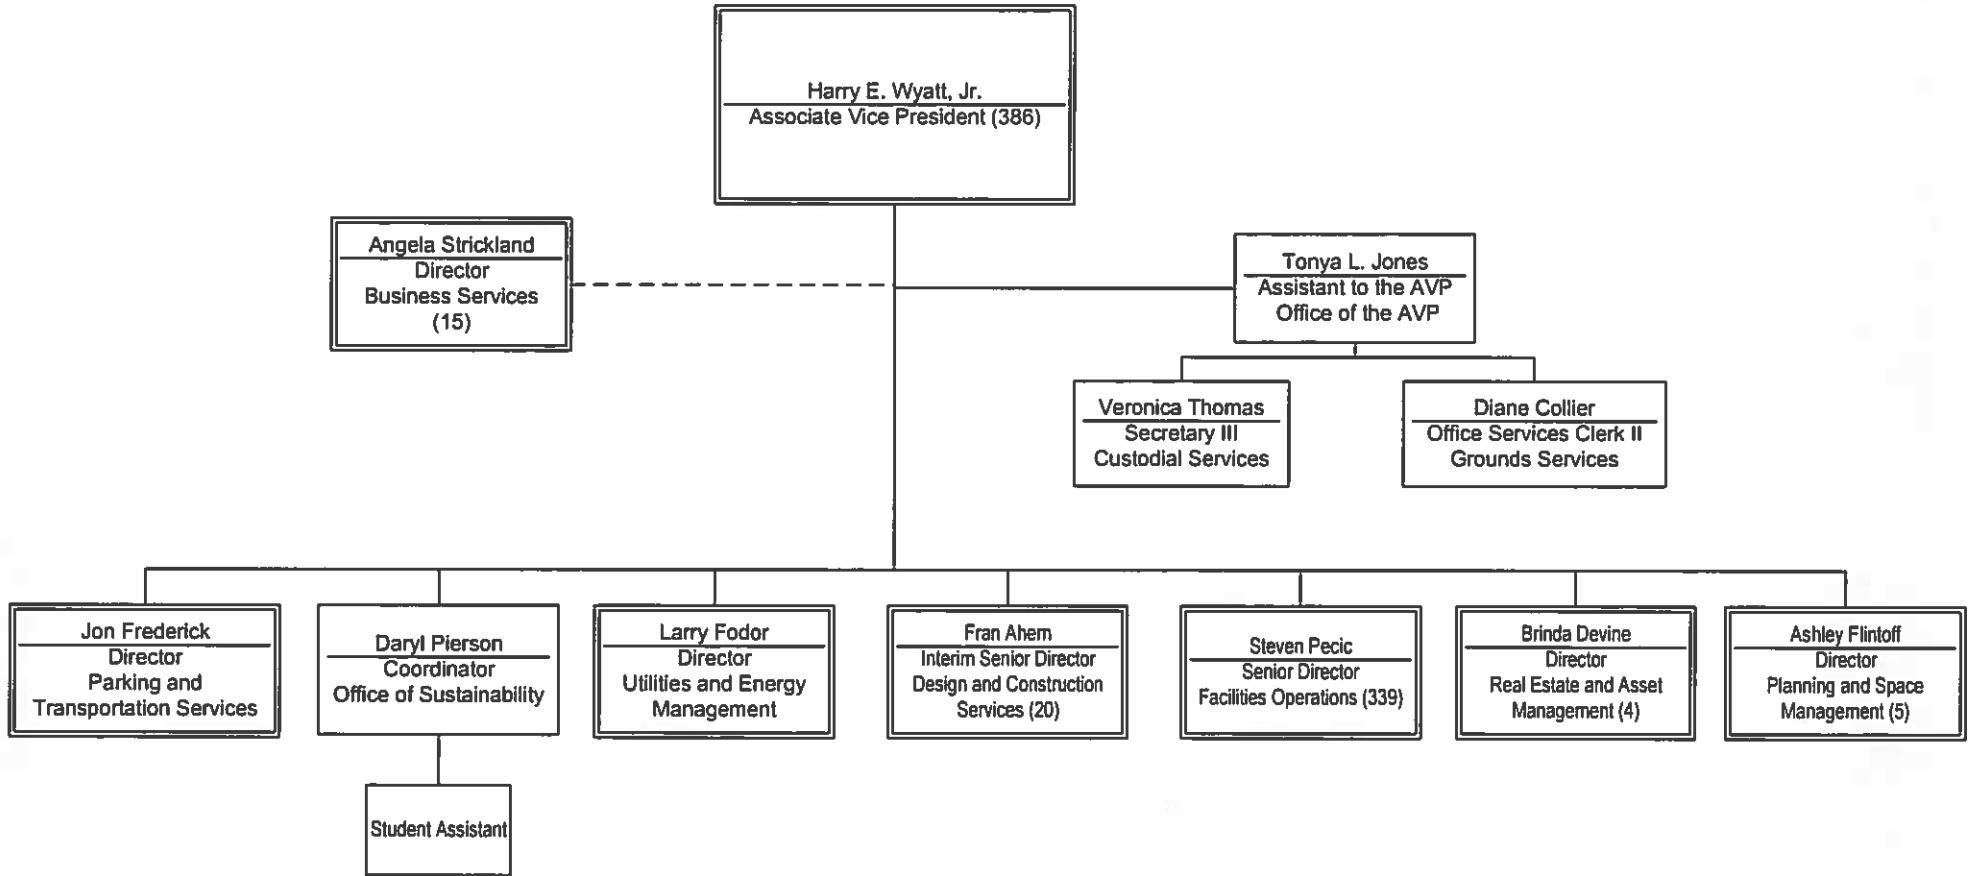 Harry E. Wyatt, Jr.
Associate Vice President (386)
Angela Strickland
Director
Business Services
(15)
Tonya L. Jones
Assistant to the AVP
Office of the AVP
Veronica Thomas
Secretary III
Custodial Services
Diane Collier
Office Services Clerk II
Grounds Services
Jon Frederick
Director
Parking and
Transportation Services
Daryl Pierson
Coordinator
Office of Sustainability
Larry Fodor
Director
Utilities and Energy
Management
Fran Ahern
Interim Senior Director
Design and Construction
Services (20)
Steven Pecic
Senior Director
Facilities Operations (339)
Brinda Devine
Director
Real Estate and Asset
Management (4)
Ashley Flintoff
Director
Planning and Space
Management (5)
Student Assistant